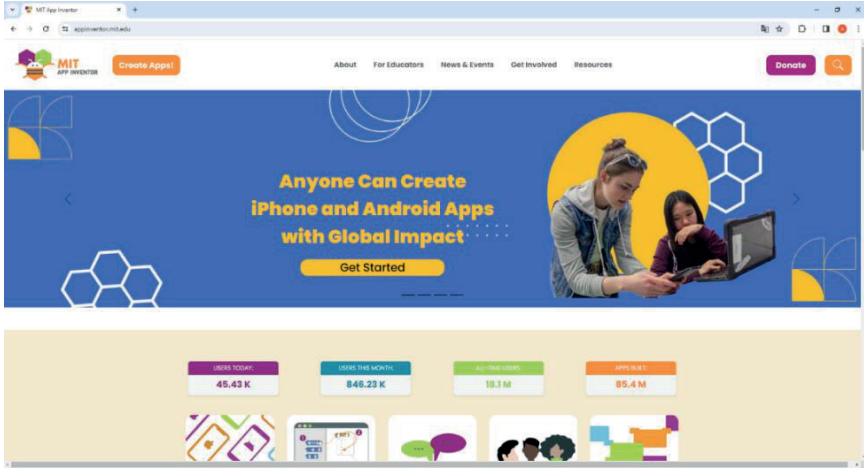 MIT App Inventor
appinventor.mit.edu
MIT
APP INVENTOR
Create Apps!
About
For Educators
News & Events
Get Involved
Resources
Donate
Anyone Can Create
iPhone and Android Apps
with Global Impact
Get Started
USERS TODAY:
45.43 K
USERS THIS MONTH:
846.23 K
ALL-TIME USERS:
18.1 M
APPS BUILT:
85.4 M